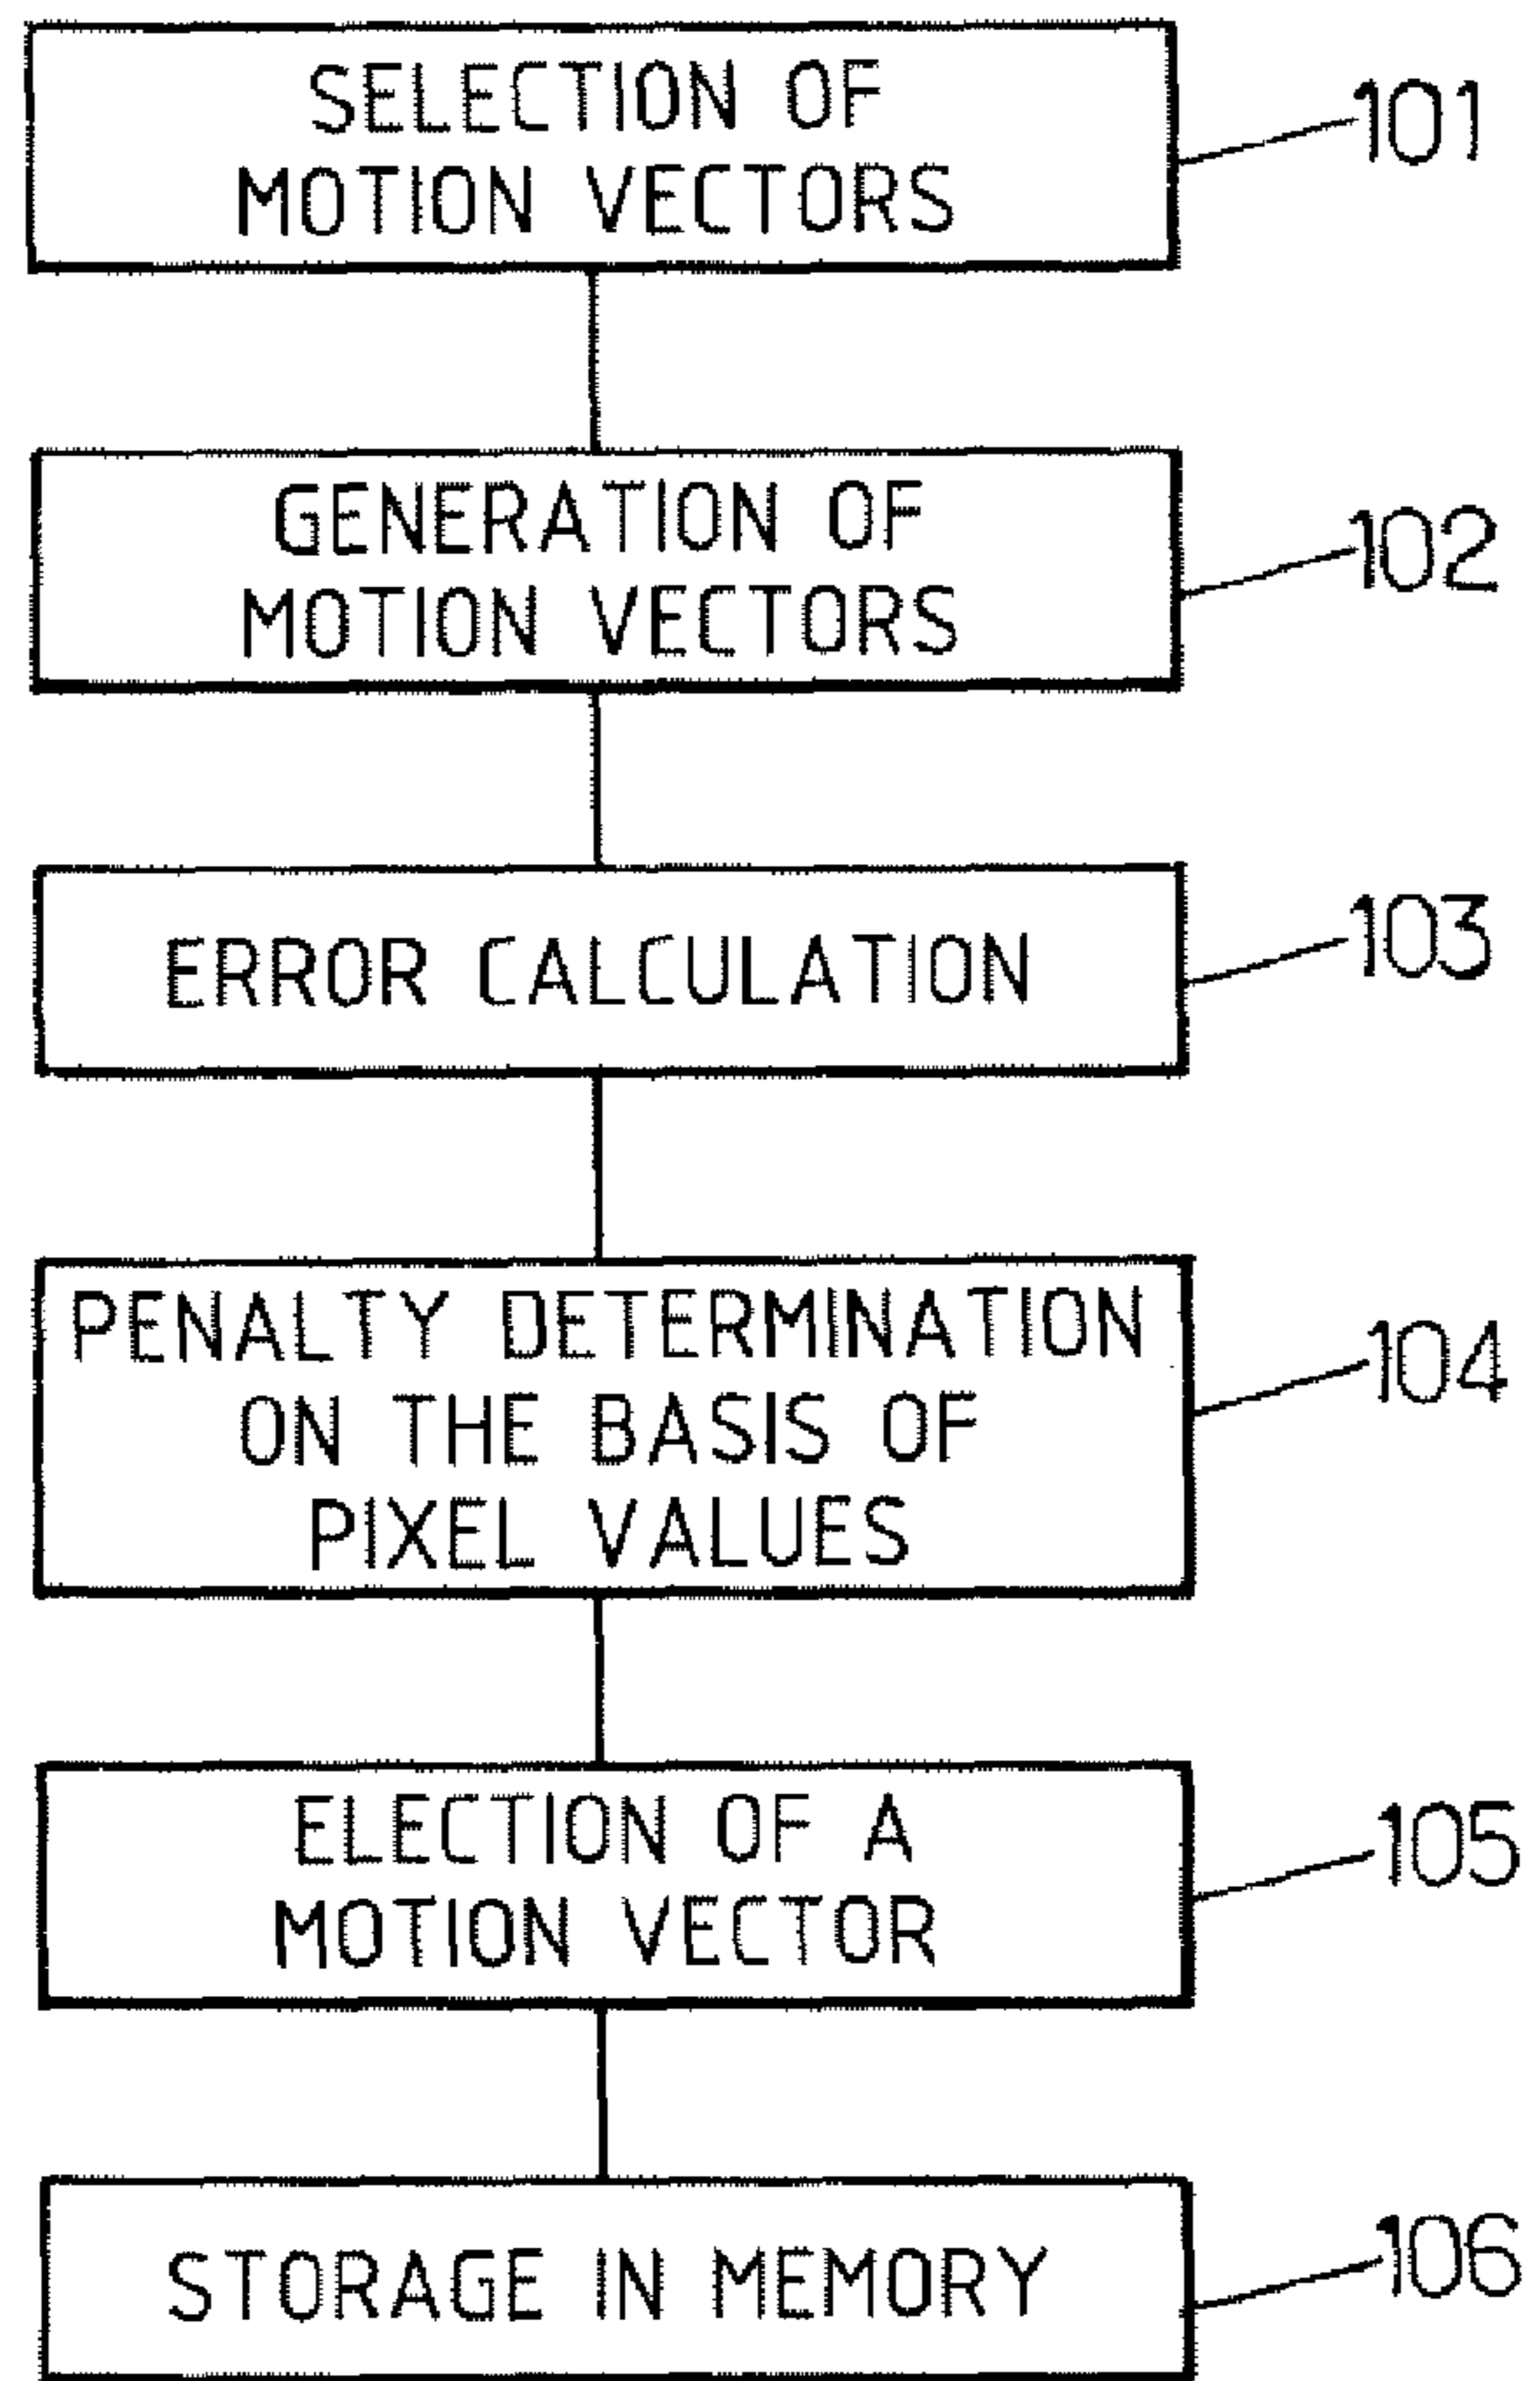 SELECTION OF
MOTION VECTORS
101
GENERATION OF
MOTION VECTORS
102
ERROR CALCULATION
103
PENALTY DETERMINATION
ON THE BASIS OF
PIXEL VALUES
104
ELECTION OF A
MOTION VECTOR
105
STORAGE IN MEMORY
106